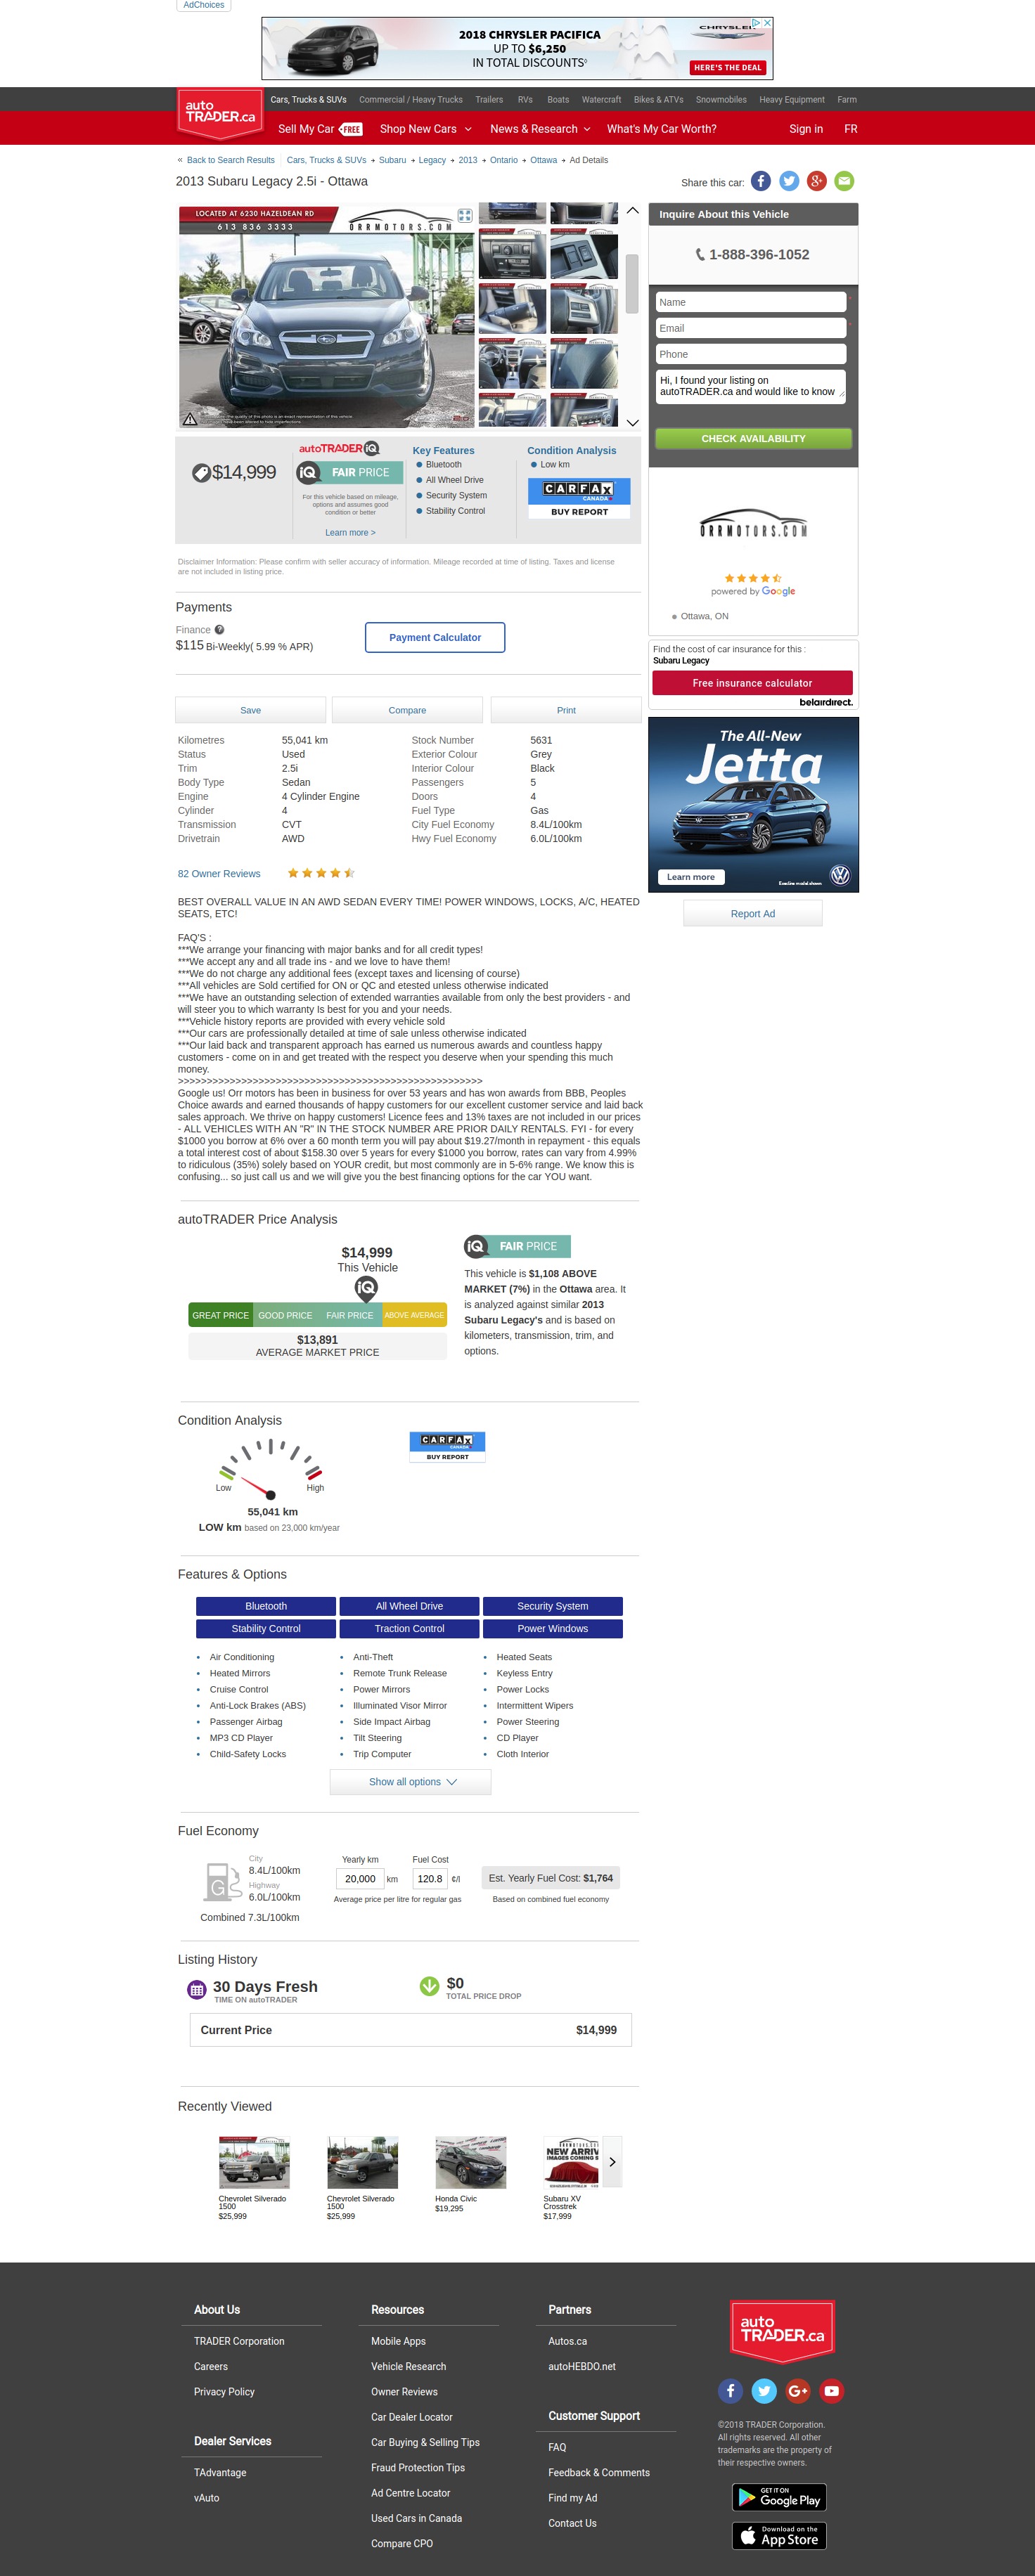 AdChoices
2018 CHRYSLER PACIFICA
UP TO $6,250
IN TOTAL DISCOUNTS◊
CHRYSLER
HERE'S THE DEAL
auto
TRADER.ca
Cars, Trucks & SUVs Commercial / Heavy Trucks Trailers RVs Boats Watercraft Bikes & ATVs Snowmobiles Heavy Equipment Farm
Sell My Car FREE Shop New Cars News & Research What's My Car Worth? Sign in FR
« Back to Search Results Cars, Trucks & SUVs Subaru Legacy 2013 Ontario Ottawa Ad Details
2013 Subaru Legacy 2.5i - Ottawa
Share this car:
LOCATED AT 6230 HAZELDEAN RD
613 836 3333
ORRMOTORS.COM
Inquire About this Vehicle
1-888-396-1052
Name
Email
Phone
Hi, I found your listing on
autoTRADER.ca and would like to know
CHECK AVAILABILITY
$14,999
autoTRADER iQ
iQ FAIR PRICE
For this vehicle based on mileage,
options and assumes good
condition or better
Learn more >
Key Features
Bluetooth
All Wheel Drive
Security System
Stability Control
Condition Analysis
Low km
CARFAX
CANADA
BUY REPORT
ORRMOTORS.COM
powered by Google
Ottawa, ON
Disclaimer Information: Please confirm with seller accuracy of information. Mileage recorded at time of listing. Taxes and license
are not included in listing price.
Payments
Finance ?
$115 Bi-Weekly( 5.99 % APR)
Payment Calculator
Find the cost of car insurance for this :
Subaru Legacy
Free insurance calculator
belairdirect.
Save
Compare
Print
The All-New
Jetta
Learn more
Execline model shown
Report Ad
Kilometres 55,041 km Stock Number 5631
Status Used Exterior Colour Grey
Trim 2.5i Interior Colour Black
Body Type Sedan Passengers 5
Engine 4 Cylinder Engine Doors 4
Cylinder 4 Fuel Type Gas
Transmission CVT City Fuel Economy 8.4L/100km
Drivetrain AWD Hwy Fuel Economy 6.0L/100km
82 Owner Reviews
BEST OVERALL VALUE IN AN AWD SEDAN EVERY TIME! POWER WINDOWS, LOCKS, A/C, HEATED
SEATS, ETC!
FAQ'S :
***We arrange your financing with major banks and for all credit types!
***We accept any and all trade ins - and we love to have them!
***We do not charge any additional fees (except taxes and licensing of course)
***All vehicles are Sold certified for ON or QC and etested unless otherwise indicated
***We have an outstanding selection of extended warranties available from only the best providers - and
will steer you to which warranty Is best for you and your needs.
***Vehicle history reports are provided with every vehicle sold
***Our cars are professionally detailed at time of sale unless otherwise indicated
***Our laid back and transparent approach has earned us numerous awards and countless happy
customers - come on in and get treated with the respect you deserve when your spending this much
money.
>>>>>>>>>>>>>>>>>>>>>>>>>>>>>>>>>>>>>>>>>>>>>>>>>>>>>
Google us! Orr motors has been in business for over 53 years and has won awards from BBB, Peoples
Choice awards and earned thousands of happy customers for our excellent customer service and laid back
sales approach. We thrive on happy customers! Licence fees and 13% taxes are not included in our prices
- ALL VEHICLES WITH AN "R" IN THE STOCK NUMBER ARE PRIOR DAILY RENTALS. FYI - for every
$1000 you borrow at 6% over a 60 month term you will pay about $19.27/month in repayment - this equals
a total interest cost of about $158.30 over 5 years for every $1000 you borrow, rates can vary from 4.99%
to ridiculous (35%) solely based on YOUR credit, but most commonly are in 5-6% range. We know this is
confusing... so just call us and we will give you the best financing options for the car YOU want.
autoTRADER Price Analysis
$14,999
This Vehicle
iQ
GREAT PRICE GOOD PRICE FAIR PRICE ABOVE AVERAGE
$13,891
AVERAGE MARKET PRICE
iQ FAIR PRICE
This vehicle is $1,108 ABOVE
MARKET (7%) in the Ottawa area. It
is analyzed against similar 2013
Subaru Legacy's and is based on
kilometers, transmission, trim, and
options.
Condition Analysis
Low High
55,041 km
LOW km based on 23,000 km/year
CARFAX
CANADA
BUY REPORT
Features & Options
Bluetooth All Wheel Drive Security System
Stability Control Traction Control Power Windows
Air Conditioning Anti-Theft Heated Seats
Heated Mirrors Remote Trunk Release Keyless Entry
Cruise Control Power Mirrors Power Locks
Anti-Lock Brakes (ABS) Illuminated Visor Mirror Intermittent Wipers
Passenger Airbag Side Impact Airbag Power Steering
MP3 CD Player Tilt Steering CD Player
Child-Safety Locks Trip Computer Cloth Interior
Show all options
Fuel Economy
G
City
8.4L/100km
Highway
6.0L/100km
Combined 7.3L/100km
Yearly km Fuel Cost
20,000 km 120.8 ¢/l
Average price per litre for regular gas
Est. Yearly Fuel Cost: $1,764
Based on combined fuel economy
Listing History
30 Days Fresh
TIME ON autoTRADER
$0
TOTAL PRICE DROP
Current Price $14,999
Recently Viewed
NEW ARRIV
IMAGES COMING S
Chevrolet Silverado
1500
$25,999
Chevrolet Silverado
1500
$25,999
Honda Civic
$19,295
Subaru XV
Crosstrek
$17,999
About Us
TRADER Corporation
Careers
Privacy Policy
Dealer Services
TAdvantage
vAuto
Resources
Mobile Apps
Vehicle Research
Owner Reviews
Car Dealer Locator
Car Buying & Selling Tips
Fraud Protection Tips
Ad Centre Locator
Used Cars in Canada
Compare CPO
Partners
Autos.ca
autoHEBDO.net
Customer Support
FAQ
Feedback & Comments
Find my Ad
Contact Us
auto
TRADER.ca
©2018 TRADER Corporation.
All rights reserved. All other
trademarks are the property of
their respective owners.
GET IT ON
Google Play
Download on the
App Store